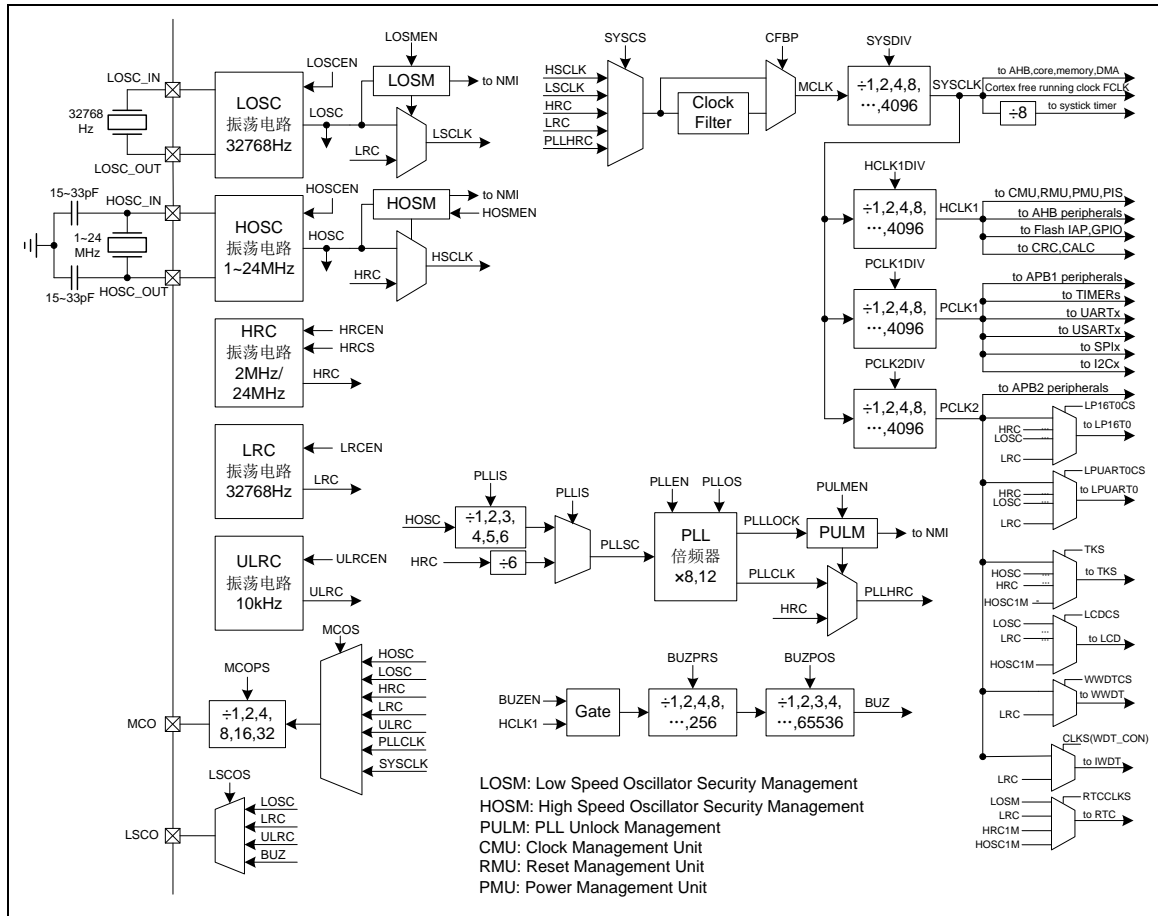 LOSMEN
LOSC_IN
LOSCEN
LOSM
to NMI
LOSC
振荡电路
32768Hz
32768
Hz
LOSC
LSCLK
LRC
LOSC_OUT
15~33pF
HOSC_IN
HOSCEN
to NMI
HOSM
HOSMEN
HOSC
振荡电路
1~24MHz
1~24
MHz
HOSC
HSCLK
HRC
15~33pF
HOSC_OUT
HRC
振荡电路
2MHz/
24MHz
HRCEN
HRCS
HRC
LRC
振荡电路
32768Hz
LRCEN
LRC
ULRC
振荡电路
10kHz
ULRCEN
ULRC
MCOS
HOSC
LOSC
HRC
LRC
ULRC
PLLCLK
SYSCLK
MCOPS
÷1,2,4,
8,16,32
MCO
LSCOS
LOSC
LRC
ULRC
BUZ
LSCO
SYSCS
HSCLK
LSCLK
HRC
LRC
PLLHRC
Clock
Filter
CFBP
MCLK
SYSDIV
÷1,2,4,8,
…,4096
SYSCLK
to AHB,core,memory,DMA
Cortex free running clock FCLK
÷8
to systick timer
HCLK1DIV
÷1,2,4,8,
…,4096
HCLK1
to CMU,RMU,PMU,PIS
to AHB peripherals
to Flash IAP,GPIO
to CRC,CALC
PCLK1DIV
÷1,2,4,8,
…,4096
PCLK1
to APB1 peripherals
to TIMERs
to UARTx
to USARTx
to SPIx
to I2Cx
PCLK2DIV
÷1,2,4,8,
…,4096
PCLK2
to APB2 peripherals
LP16T0CS
HRC
LOSC
LRC
to LP16T0
LPUART0CS
HRC
LOSC
LRC
to LPUART0
TKS
HOSC
HRC
HOSC1M
to TKS
LCDCS
LOSC
LRC
HOSC1M
to LCD
WWDTCS
LRC
to WWDT
CLKS(WDT_CON)
LRC
to IWDT
RTCCLKS
LOSM
LRC
HRC1M
HOSC1M
to RTC
PLLIS
HOSC
÷1,2,3,
4,5,6
HRC
÷6
PLLIS
PLLSC
PLLEN
PLLOS
PLL
倍频器
×8,12
PLLLOCK
PLLCLK
PULMEN
PULM
to NMI
HRC
PLLHRC
BUZEN
HCLK1
Gate
BUZPRS
÷1,2,4,8,
…,256
BUZPOS
÷1,2,3,4,
…,65536
BUZ
LOSM: Low Speed Oscillator Security Management
HOSM: High Speed Oscillator Security Management
PULM: PLL Unlock Management
CMU: Clock Management Unit
RMU: Reset Management Unit
PMU: Power Management Unit